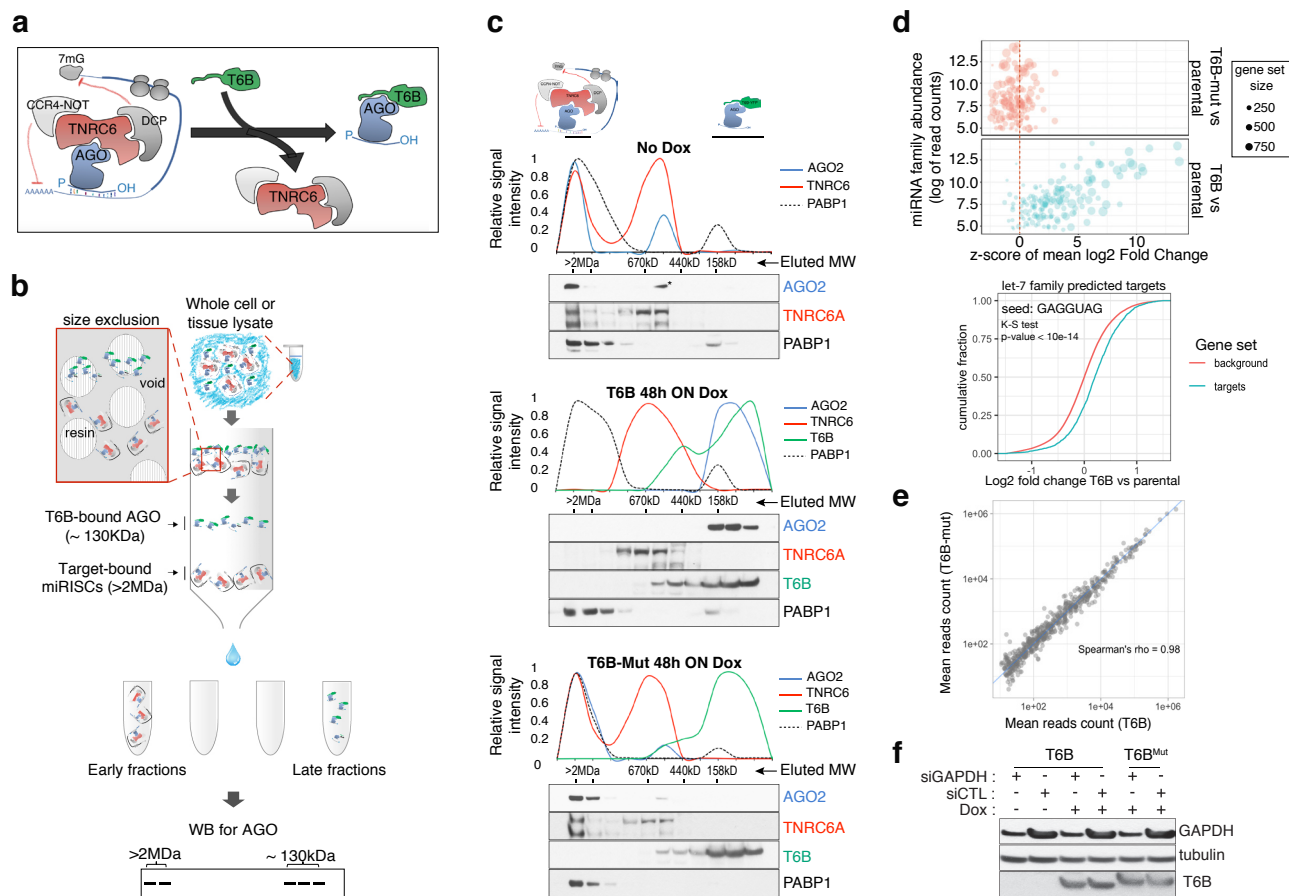 a
7mG
CCR4-NOT
TNRC6
DCP
AGO
P
OH
AAAAAA
T6B
T6B
AGO
P
OH
TNRC6
b
size exclusion
Whole cell or
tissue lysate
void
resin
T6B-bound AGO
(~ 130KDa)
Target-bound
miRISCs (>2MDa)
Early fractions
Late fractions
WB for AGO
>2MDa
~ 130kDa
c
7mG
CCR4-NOT
TNRC6
DCP
AGO
AAAAAA
AGO
No Dox
Relative signal
intensity
1
0.8
0.6
0.4
0.2
0
AGO2
TNRC6
PABP1
>2MDa
670kD
440kD
158kD
Eluted MW
AGO2
*
TNRC6A
PABP1
T6B 48h ON Dox
Relative signal
intensity
1
0.8
0.6
0.4
0.2
0
AGO2
TNRC6
T6B
PABP1
>2MDa
670kD
440kD
158kD
Eluted MW
AGO2
TNRC6A
T6B
PABP1
T6B-Mut 48h ON Dox
Relative signal
intensity
1
0.8
0.6
0.4
0.2
0
AGO2
TNRC6
T6B
PABP1
>2MDa
670kD
440kD
158kD
Eluted MW
AGO2
TNRC6A
T6B
PABP1
d
miRNA family abundance
(log of read counts)
12.5
10.0
7.5
5.0
12.5
10.0
7.5
5.0
T6B-mut vs
parental
T6B vs
parental
gene set
size
250
500
750
0 5 10
z-score of mean log2 Fold Change
let-7 family predicted targets
cumulative fraction
1.00
0.75
0.50
0.25
0.00
seed: GAGGUAG
K-S test
p-value < 10e-14
-1 0 1
Log2 fold change T6B vs parental
Gene set
background
targets
e
Mean reads count (T6B-mut)
1e+06
1e+04
1e+02
Spearman's rho = 0.98
1e+02 1e+04 1e+06
Mean reads count (T6B)
f
T6B T6BMut
siGAPDH : + - + - + -
siCTL : - + - + - +
Dox : - - + + + +
GAPDH
tubulin
T6B